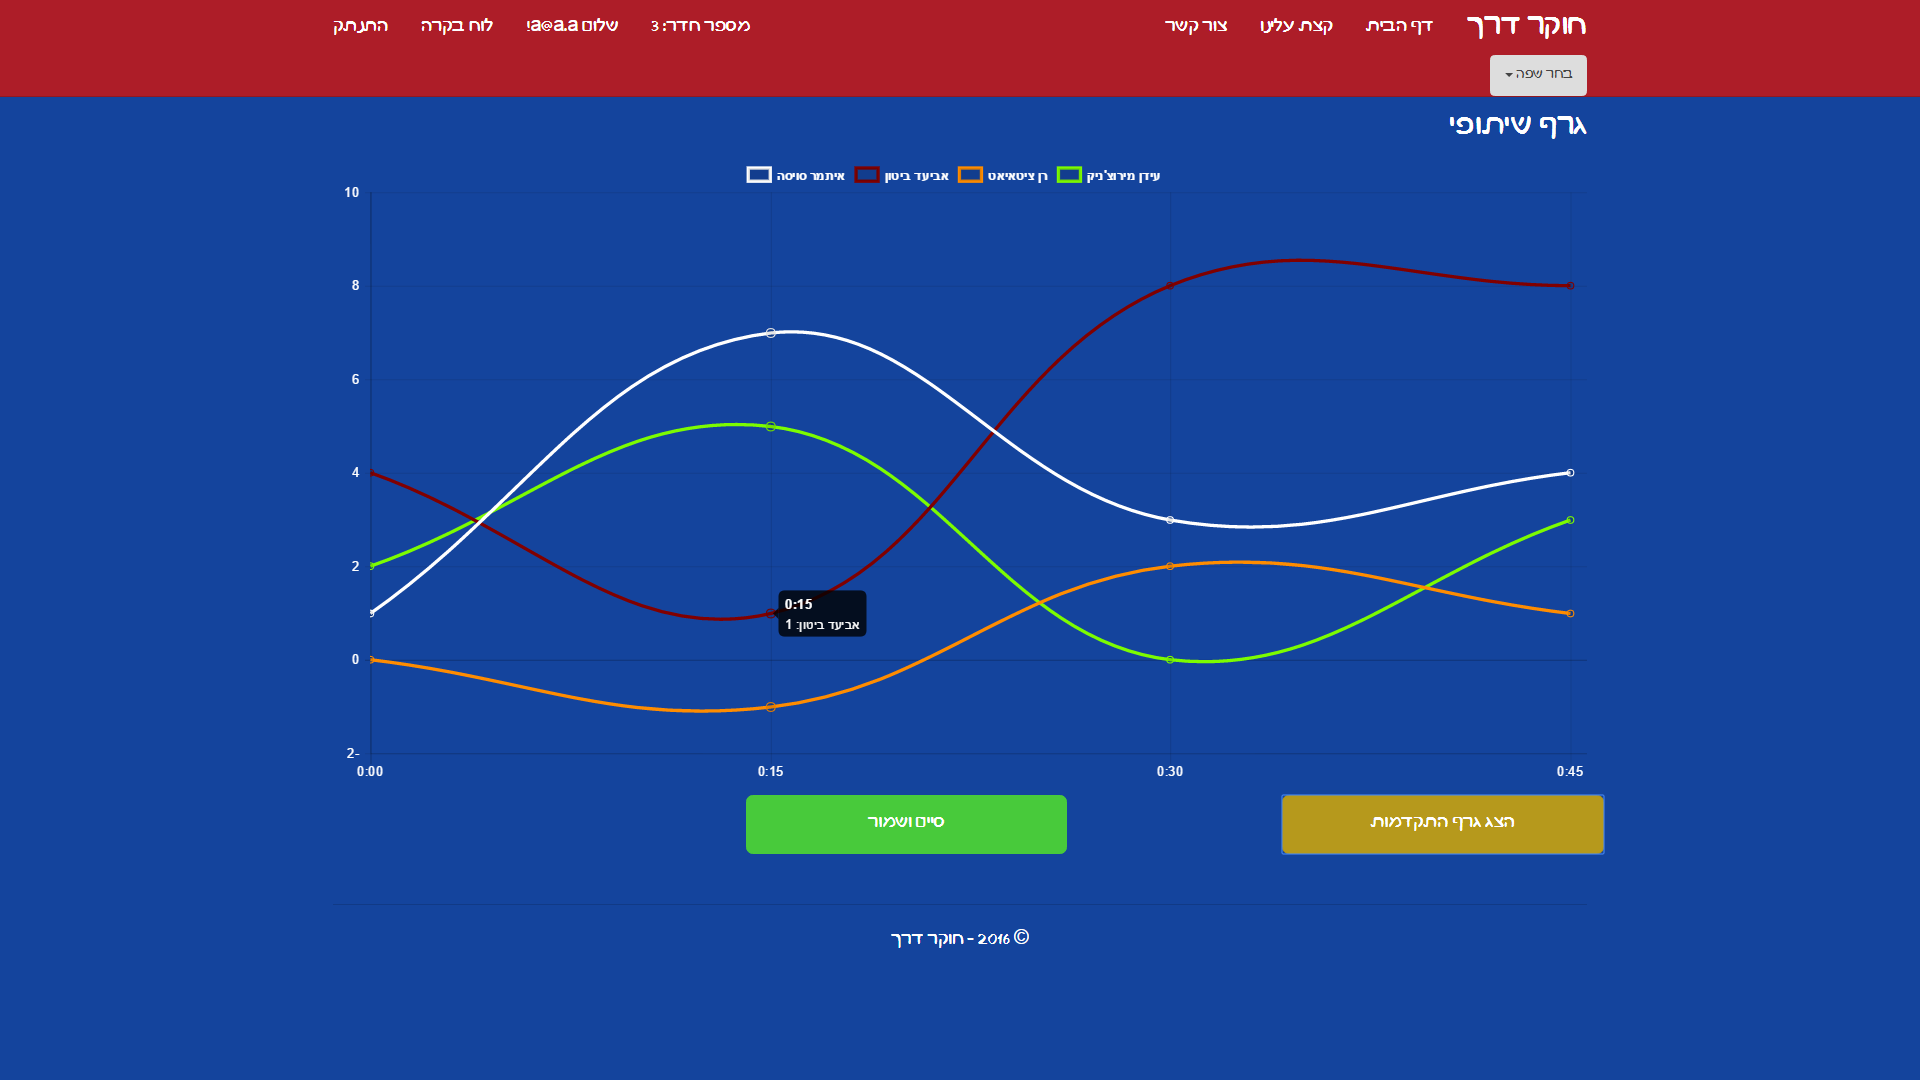 חוקר דרך דף הבית קצת עלינו צור קשר מספר חדר: 3 שלום a@a.a! לוח בקרה התנתק
בחר שפה
גרף שיתופי
איתמר סויסה אביעד ביטון רן ציטאיאט עידן מירוצ'ניק
10
8
6
4
2
0
2-
0:15
אביעד ביטון: 1
0:00 0:15 0:30 0:45
הצג גרף התקדמות סיים ושמור
© 2016 - חוקר דרך